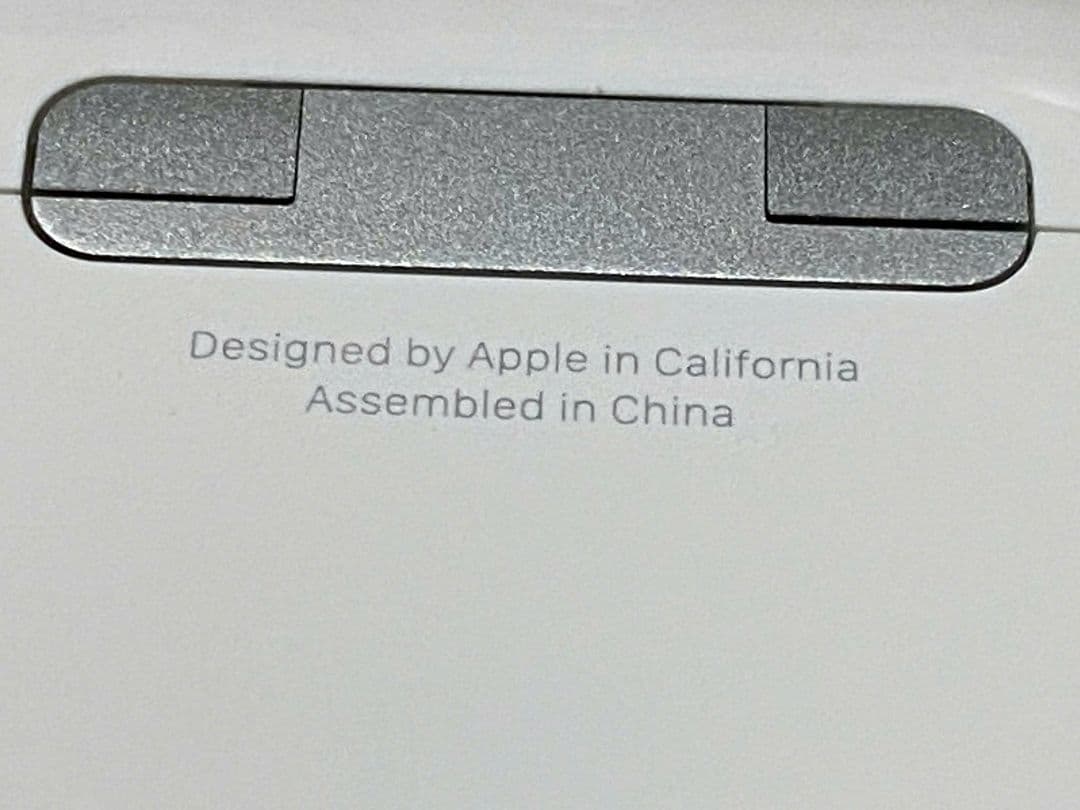 Designed by Apple in California
Assembled in China